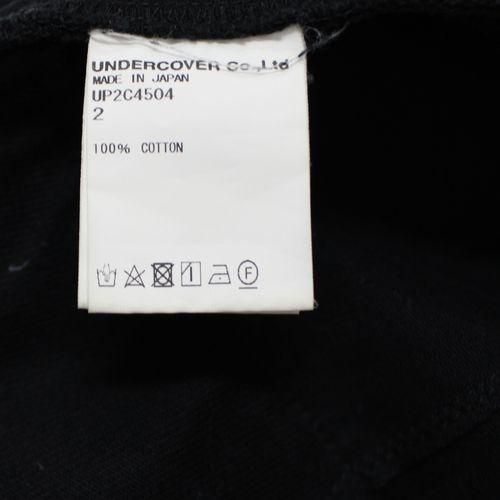 UNDERCOVER Co.,Ltd
MADE IN JAPAN
UP2C4504
2
100% COTTON
F